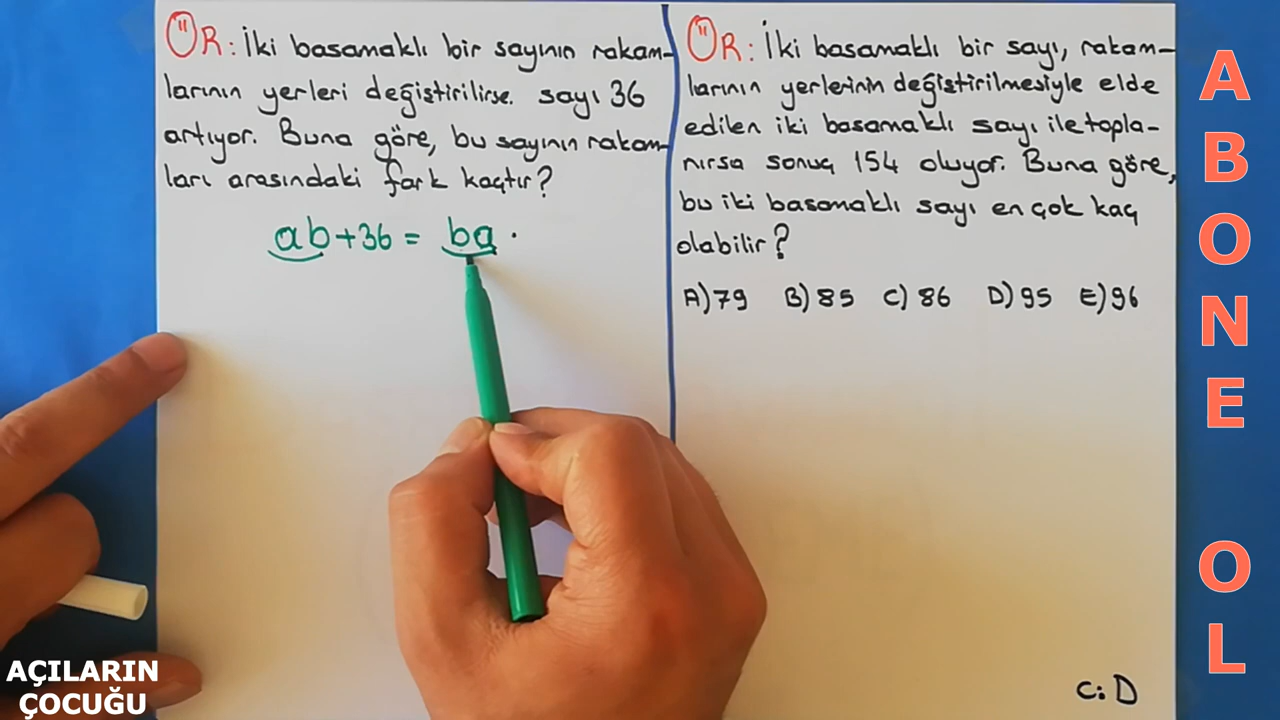 ÖR: İki basamaklı bir sayının rakam-
larının yerleri değiştirilirse. sayı 36
artıyor. Buna göre, bu sayının rakam-
ları arasındaki fark kaçtır?
ab+36 = ba.
ÖR: İki basamaklı bir sayı, rakam-
larının yerlerinin değiştirilmesiyle elde
edilen iki basamaklı sayı ile topla-
nırsa sonuç 154 oluyor. Buna göre,
bu iki basamaklı sayı en çok kaç
olabilir?
A)79 B)85 C)86 D)95 E)96
C:D
ABONE OL
AÇILARIN
ÇOCUĞU